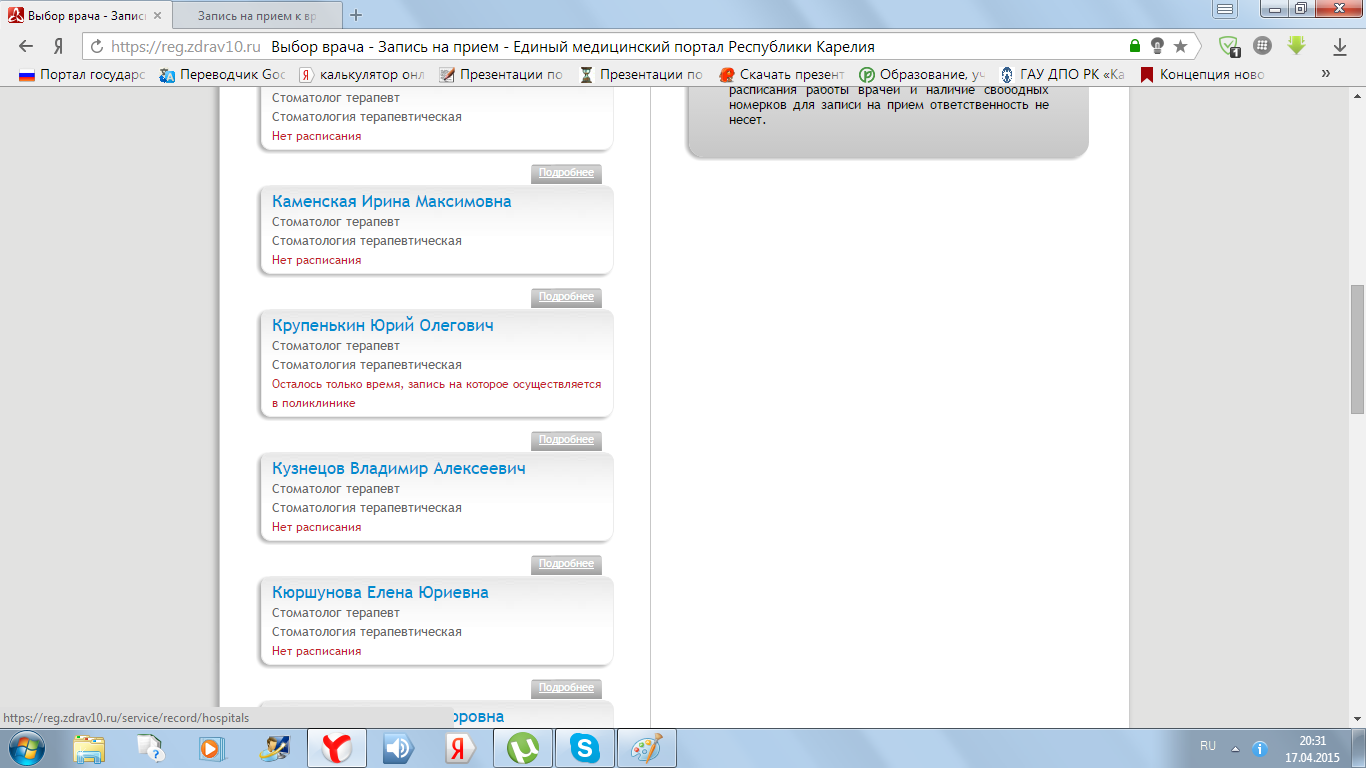 Выбор врача - Запись
Запись на прием к вр
https://reg.zdrav10.ru Выбор врача - Запись на прием - Единый медицинский портал Республики Карелия
1
Портал государс
Переводчик Goo
калькулятор онл
Презентации по
Презентации по
Скачать презент
Образование, уч
ГАУ ДПО РК «Ка
Концепция ново
»
расписания работы врачей и наличие свободных
номерков для записи на прием ответственность не
несет.
Стоматолог терапевт
Стоматология терапевтическая
Нет расписания
Подробнее
Каменская Ирина Максимовна
Стоматолог терапевт
Стоматология терапевтическая
Нет расписания
Подробнее
Крупенькин Юрий Олегович
Стоматолог терапевт
Стоматология терапевтическая
Осталось только время, запись на которое осуществляется
в поликлинике
Подробнее
Кузнецов Владимир Алексеевич
Стоматолог терапевт
Стоматология терапевтическая
Нет расписания
Подробнее
Кюршунова Елена Юриевна
Стоматолог терапевт
Стоматология терапевтическая
Нет расписания
Подробнее
оровна
https://reg.zdrav10.ru/service/record/hospitals
RU
20:31
17.04.2015